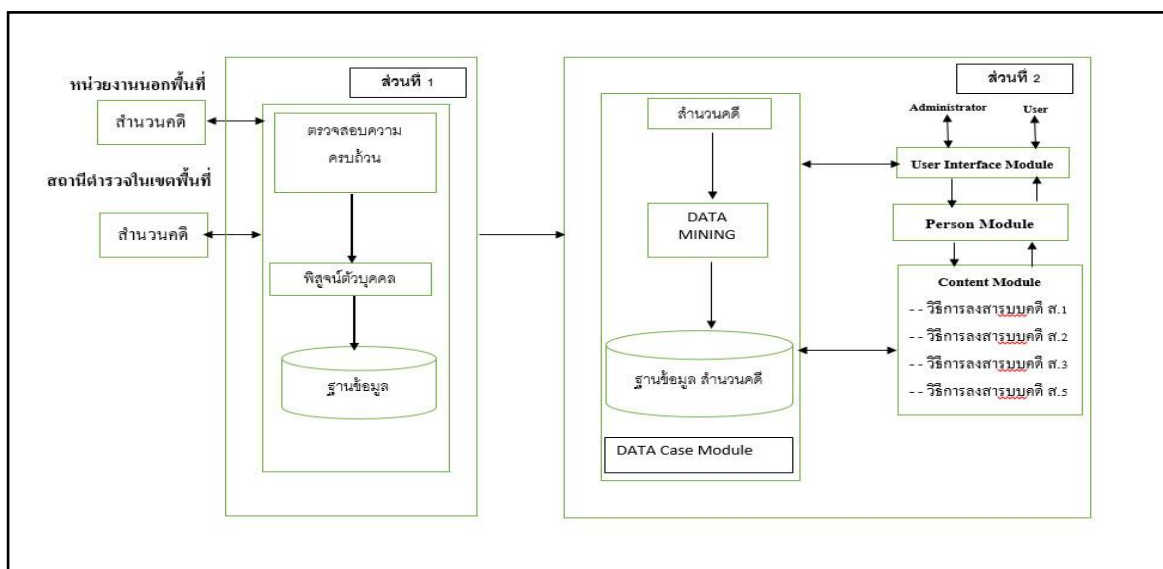 หน่วยงานนอกพื้นที่
สำนวนคดี
สถานีตำรวจในเขตพื้นที่
สำนวนคดี
ส่วนที่ 1
ตรวจสอบความ
ครบถ้วน
พิสูจน์ตัวบุคคล
ฐานข้อมูล
ส่วนที่ 2
สำนวนคดี
DATA
MINING
ฐานข้อมูล สำนวนคดี
DATA Case Module
Administrator
User
User Interface Module
Person Module
Content Module
- - วิธีการลงสารบบคดี ส.1
- - วิธีการลงสารบบคดี ส.2
- - วิธีการลงสารบบคดี ส.3
- - วิธีการลงสารบบคดี ส.5